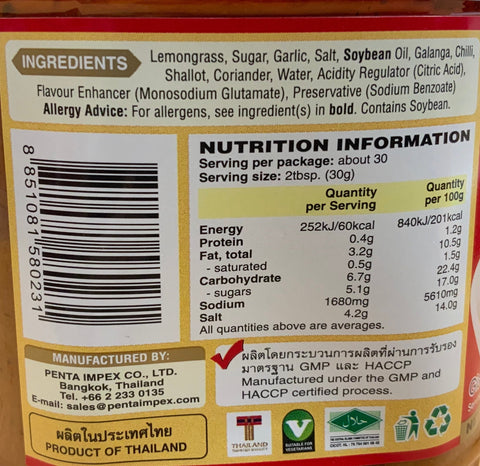 INGREDIENTS
Lemongrass, Sugar, Garlic, Salt, Soybean Oil, Galanga, Chilli,
Shallot, Coriander, Water, Acidity Regulator (Citric Acid),
Flavour Enhancer (Monosodium Glutamate), Preservative (Sodium Benzoate)
Allergy Advice: For allergens, see ingredient(s) in bold. Contains Soybean.
8 851081 580231
NUTRITION INFORMATION
Serving per package: about 30
Serving size: 2tbsp. (30g)
Quantity per Serving Quantity per 100g
Energy 252kJ/60kcal 840kJ/201kcal
Protein 0.4g 1.2g
Fat, total 3.2g 10.5g
- saturated 0.5g 1.5g
Carbohydrate 6.7g 22.4g
- sugars 5.1g 17.0g
Sodium 1680mg 5610mg
Salt 4.2g 14.0g
All quantities above are averages.
MANUFACTURED BY:
PENTA IMPEX CO., LTD.
Bangkok, Thailand
Tel. +66 2 233 0135
E-mail: sales@pentaimpex.com
ผลิตในประเทศไทย
PRODUCT OF THAILAND
ผลิตโดยกระบวนการผลิตที่ผ่านการรับรอง
มาตรฐาน GMP และ HACCP
Manufactured under the GMP and
HACCP certified process.
THAILAND
V
SUITABLE FOR
VEGETARIANS
حلال